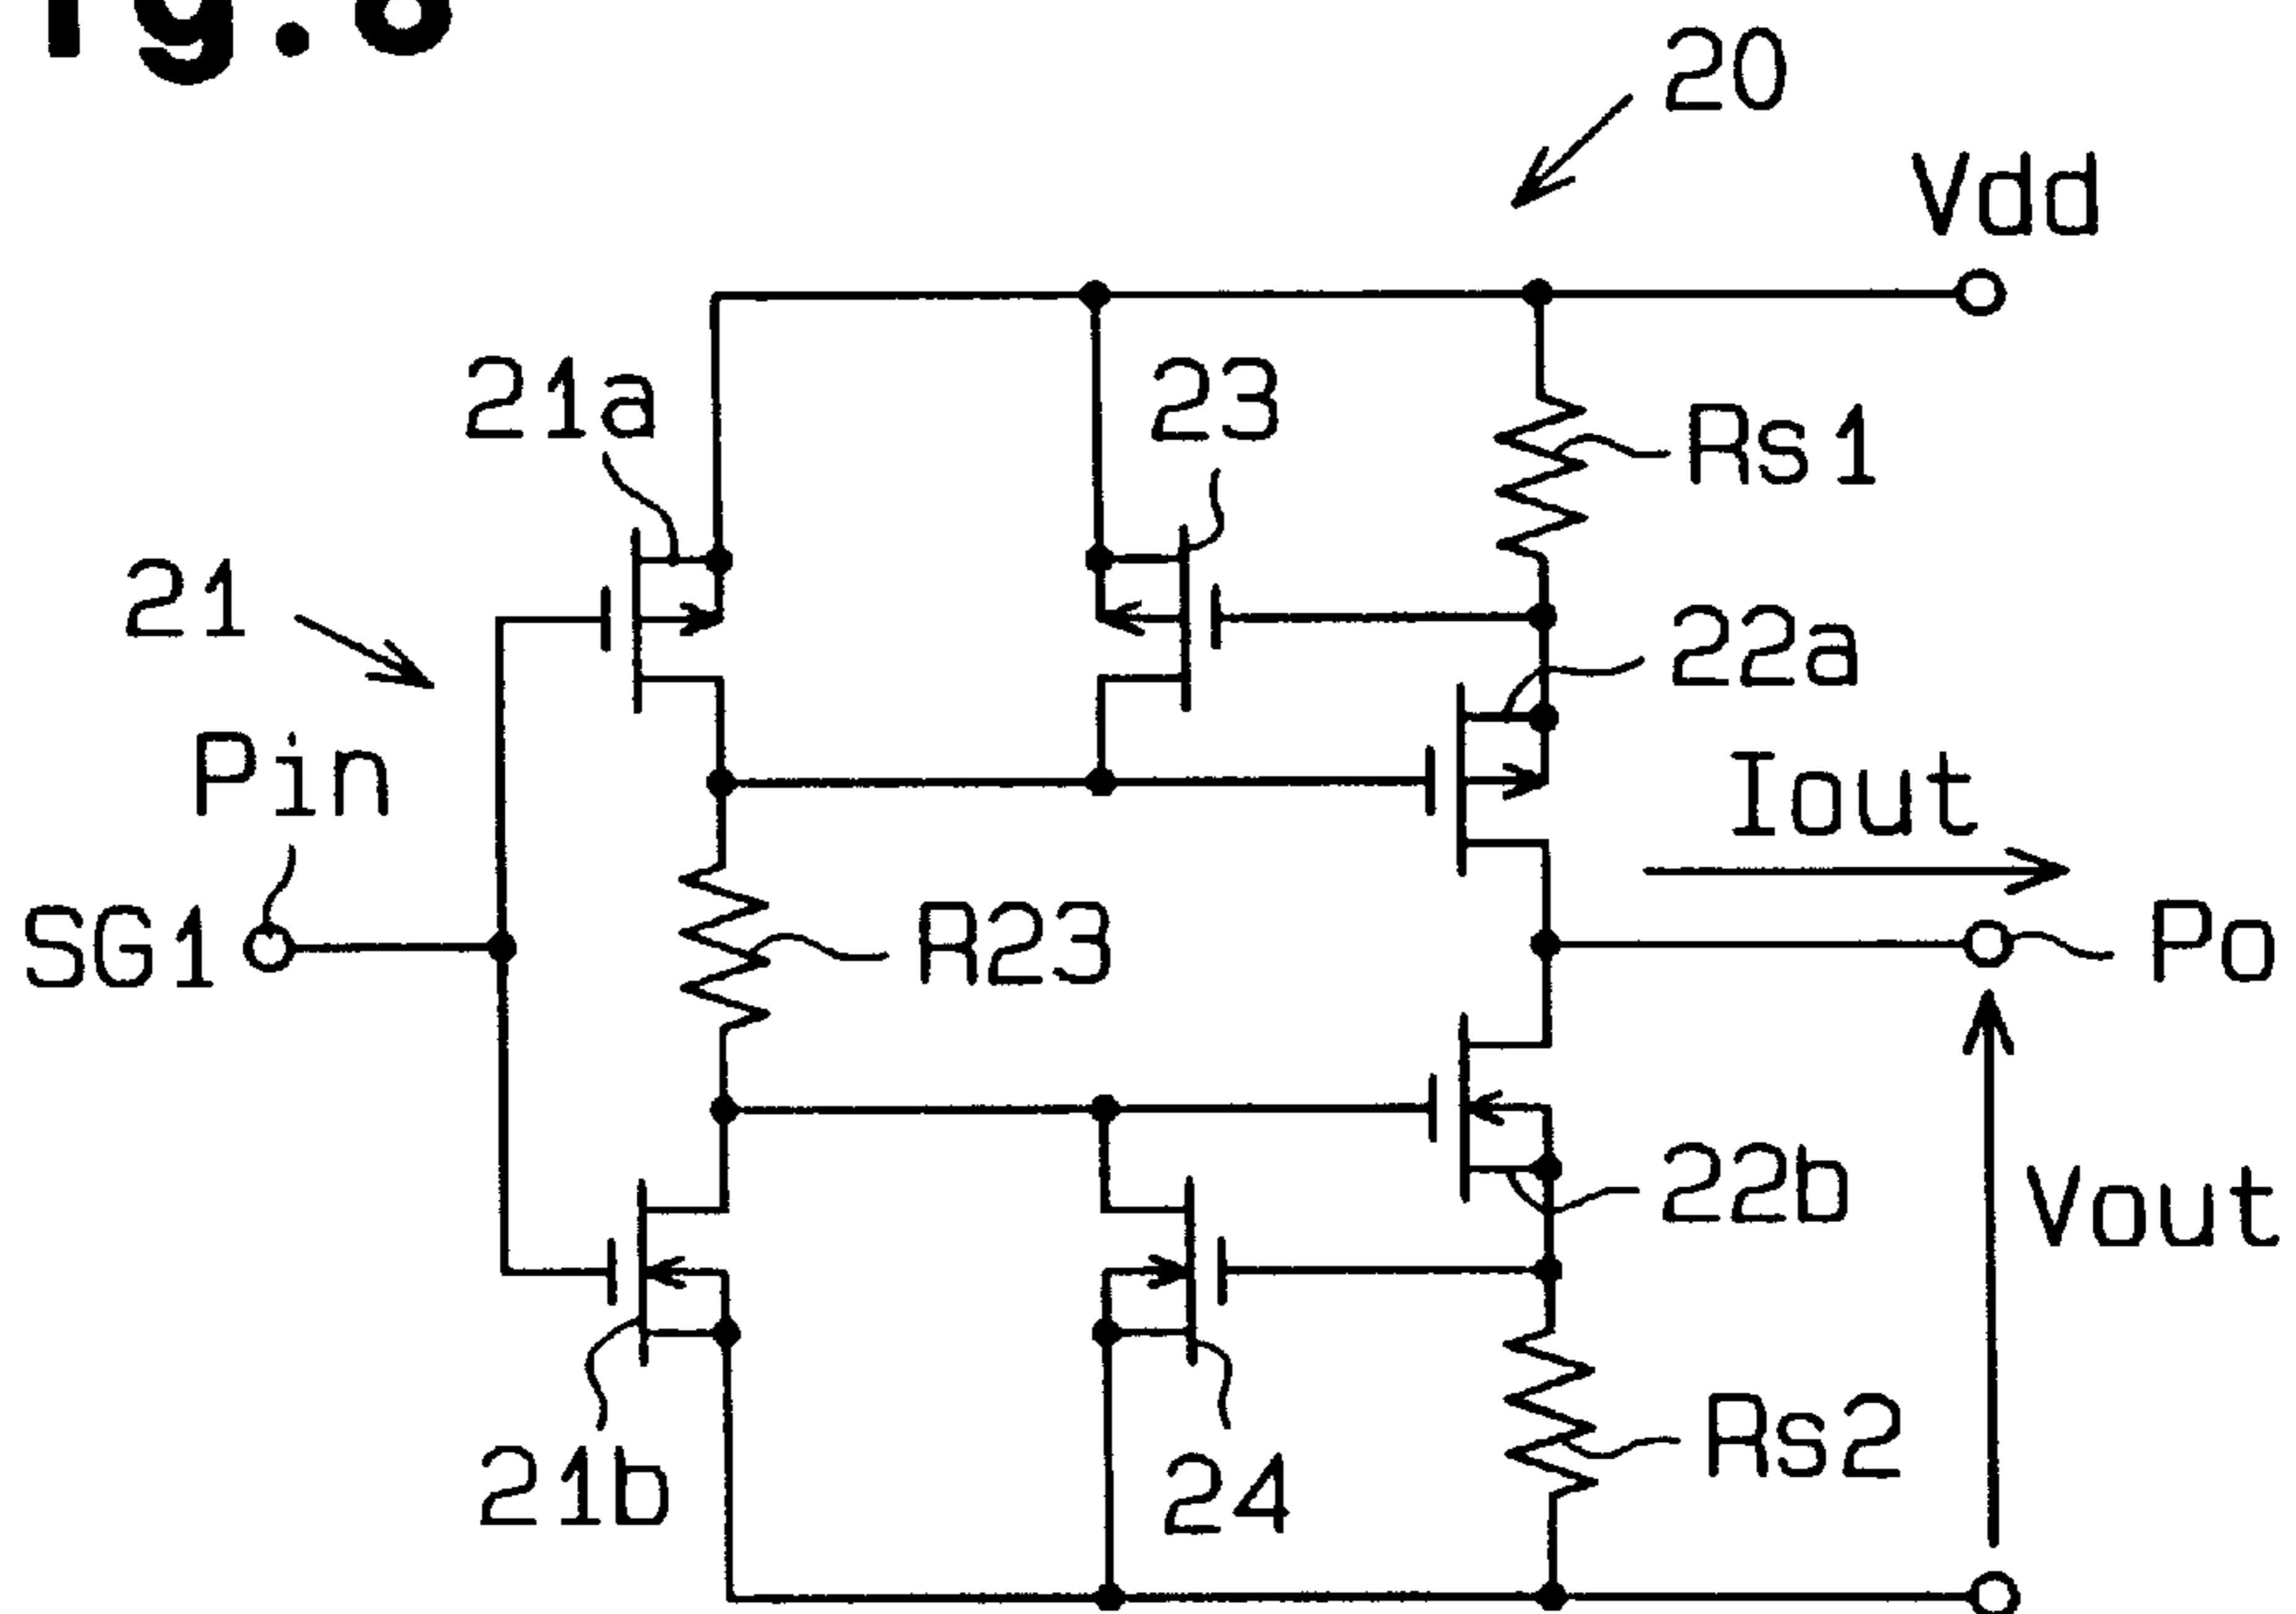 ig.8
20
Vdd
21a
23
Rs1
21
22a
Pin
Iout
SG1
R23
Po
22b
Vout
21b
24
Rs2